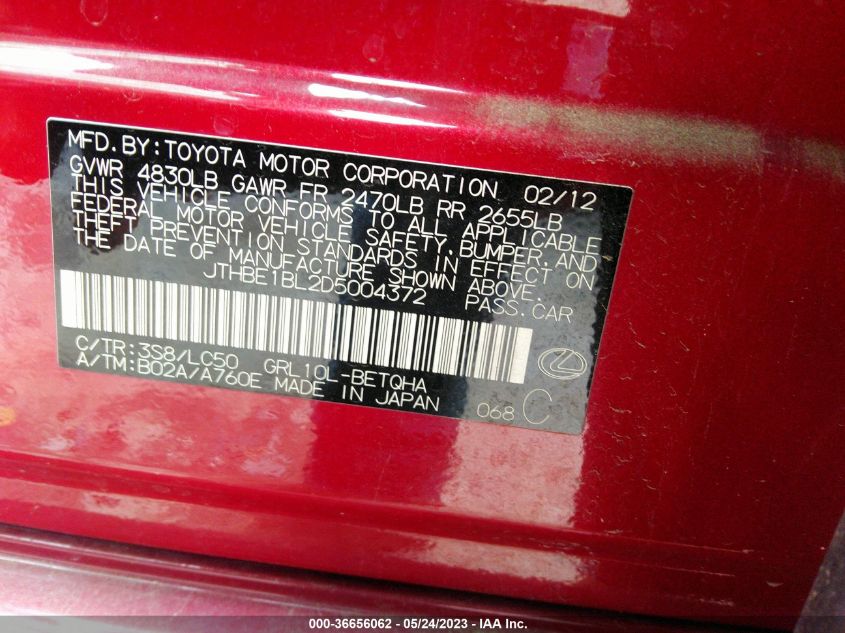 MFD.BY:TOYOTA MOTOR CORPORATION 02/12
GVWR 4830LB GAWR FR 2470LB RR 2655LB
THIS VEHICLE CONFORMS TO ALL APPLICABLE
FEDERAL MOTOR VEHICLE SAFETY,BUMPER,AND
THEFT PREVENTION STANDARDS IN EFFECT ON
THE DATE OF MANUFACTURE SHOWN ABOVE.
JTHBE1BL2D5004372 PASS.CAR
C/TR:3S8/LC50 GRL10L-BETQHA
A/TM:B02A/A760E MADE IN JAPAN 068 C
000-36656062 - 05/24/2023 - IAA Inc.